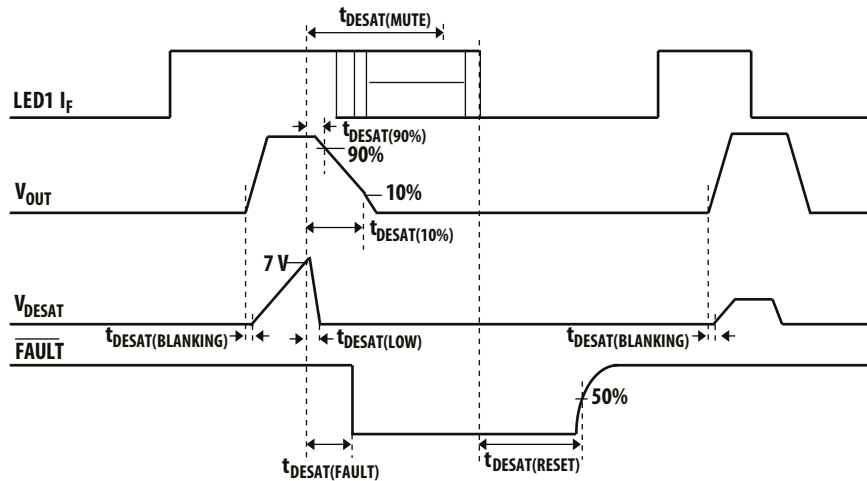 tDESAT(MUTE)
LED1 IF
tDESAT(90%)
90%
VOUT
10%
tDESAT(10%)
7 V
VDESAT
tDESAT(BLANKING)
tDESAT(LOW)
tDESAT(BLANKING)
FAULT
50%
tDESAT(FAULT)
tDESAT(RESET)